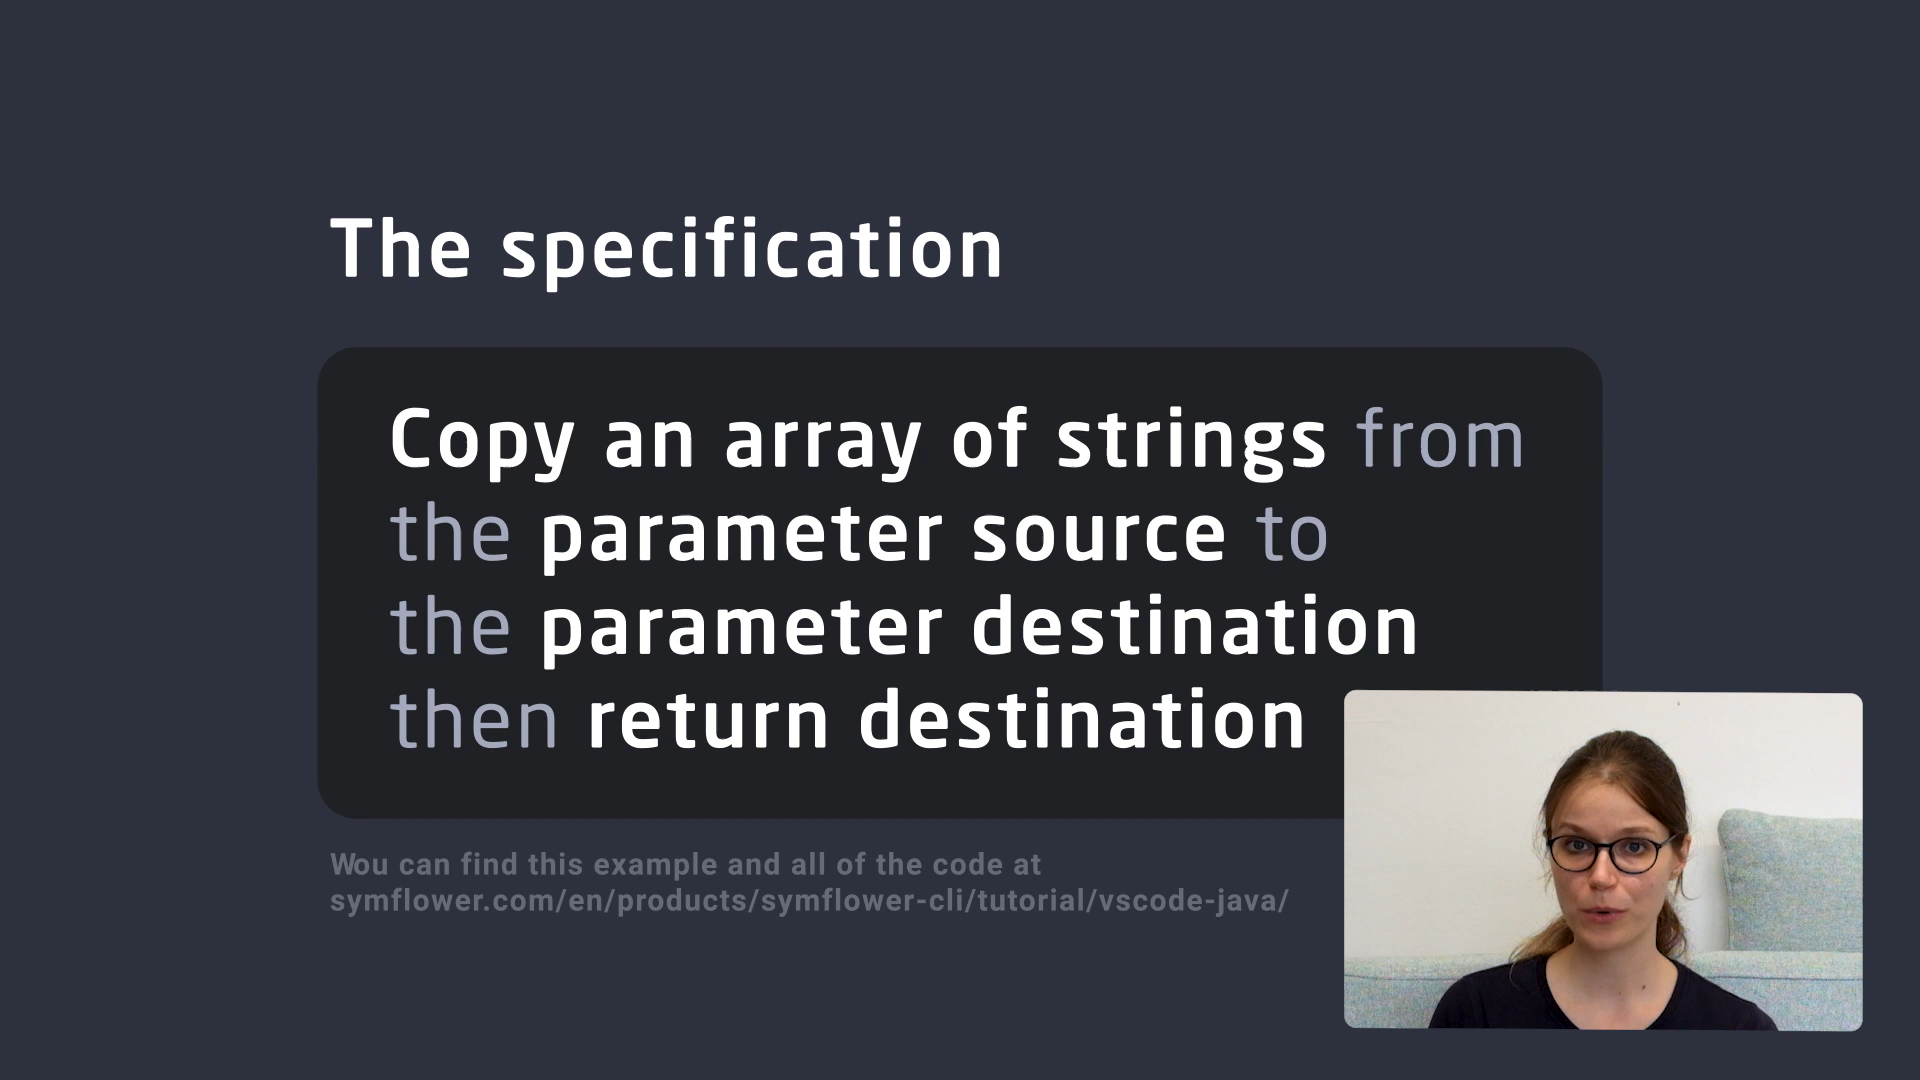 The specification
Copy an array of strings from
the parameter source to
the parameter destination
then return destination
Wou can find this example and all of the code at
symflower.com/en/products/symflower-cli/tutorial/vscode-java/